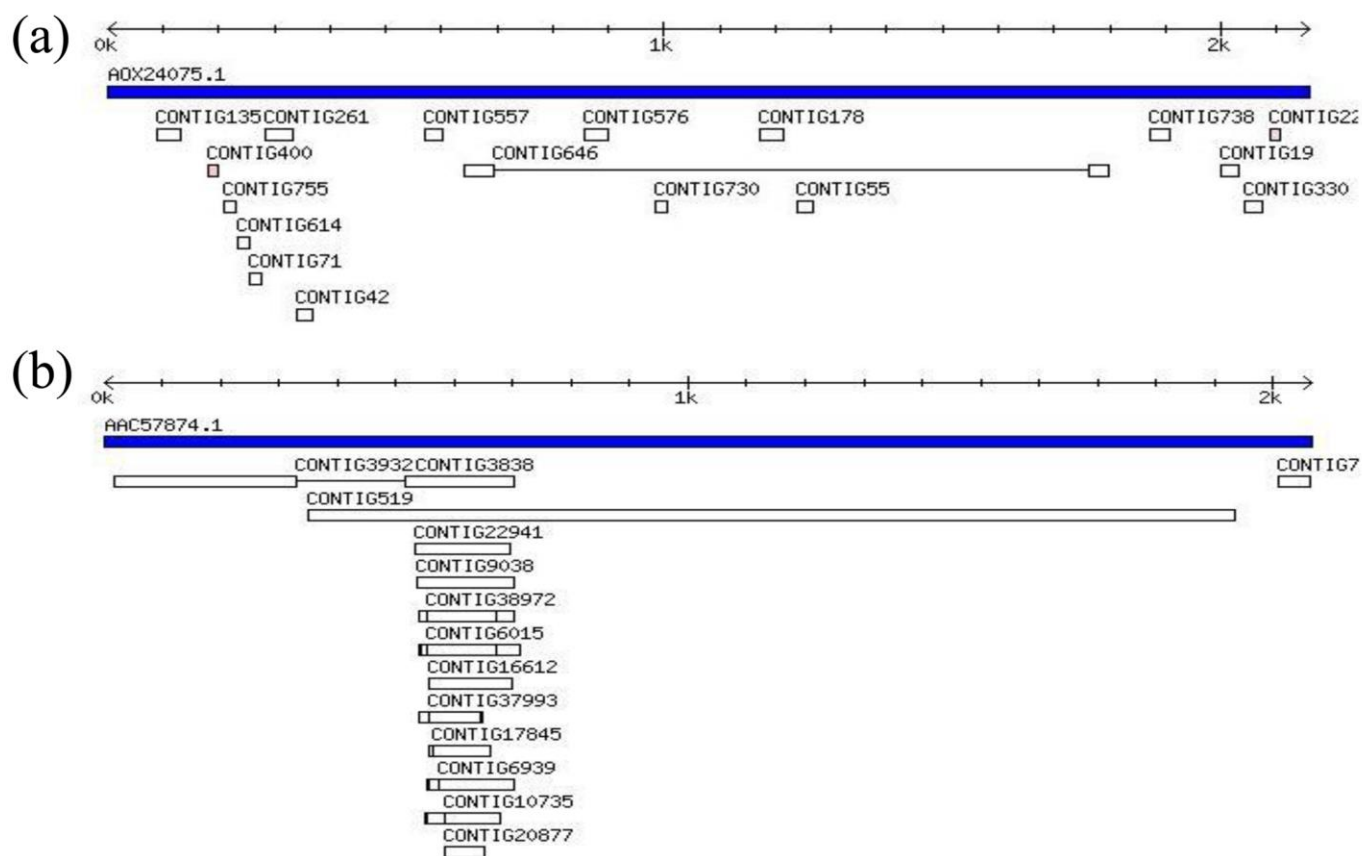 (a)
0k 1k 2k
AOX24075.1
CONTIG135 CONTIG261 CONTIG557 CONTIG576 CONTIG178 CONTIG738 CONTIG22
CONTIG400 CONTIG646 CONTIG19
CONTIG755 CONTIG730 CONTIG55 CONTIG330
CONTIG614
CONTIG71
CONTIG42
(b)
0k 1k 2k
AAC57874.1
CONTIG3932 CONTIG3838 CONTIG7
CONTIG519
CONTIG22941
CONTIG9038
CONTIG38972
CONTIG6015
CONTIG16612
CONTIG37993
CONTIG17845
CONTIG6939
CONTIG10735
CONTIG20877